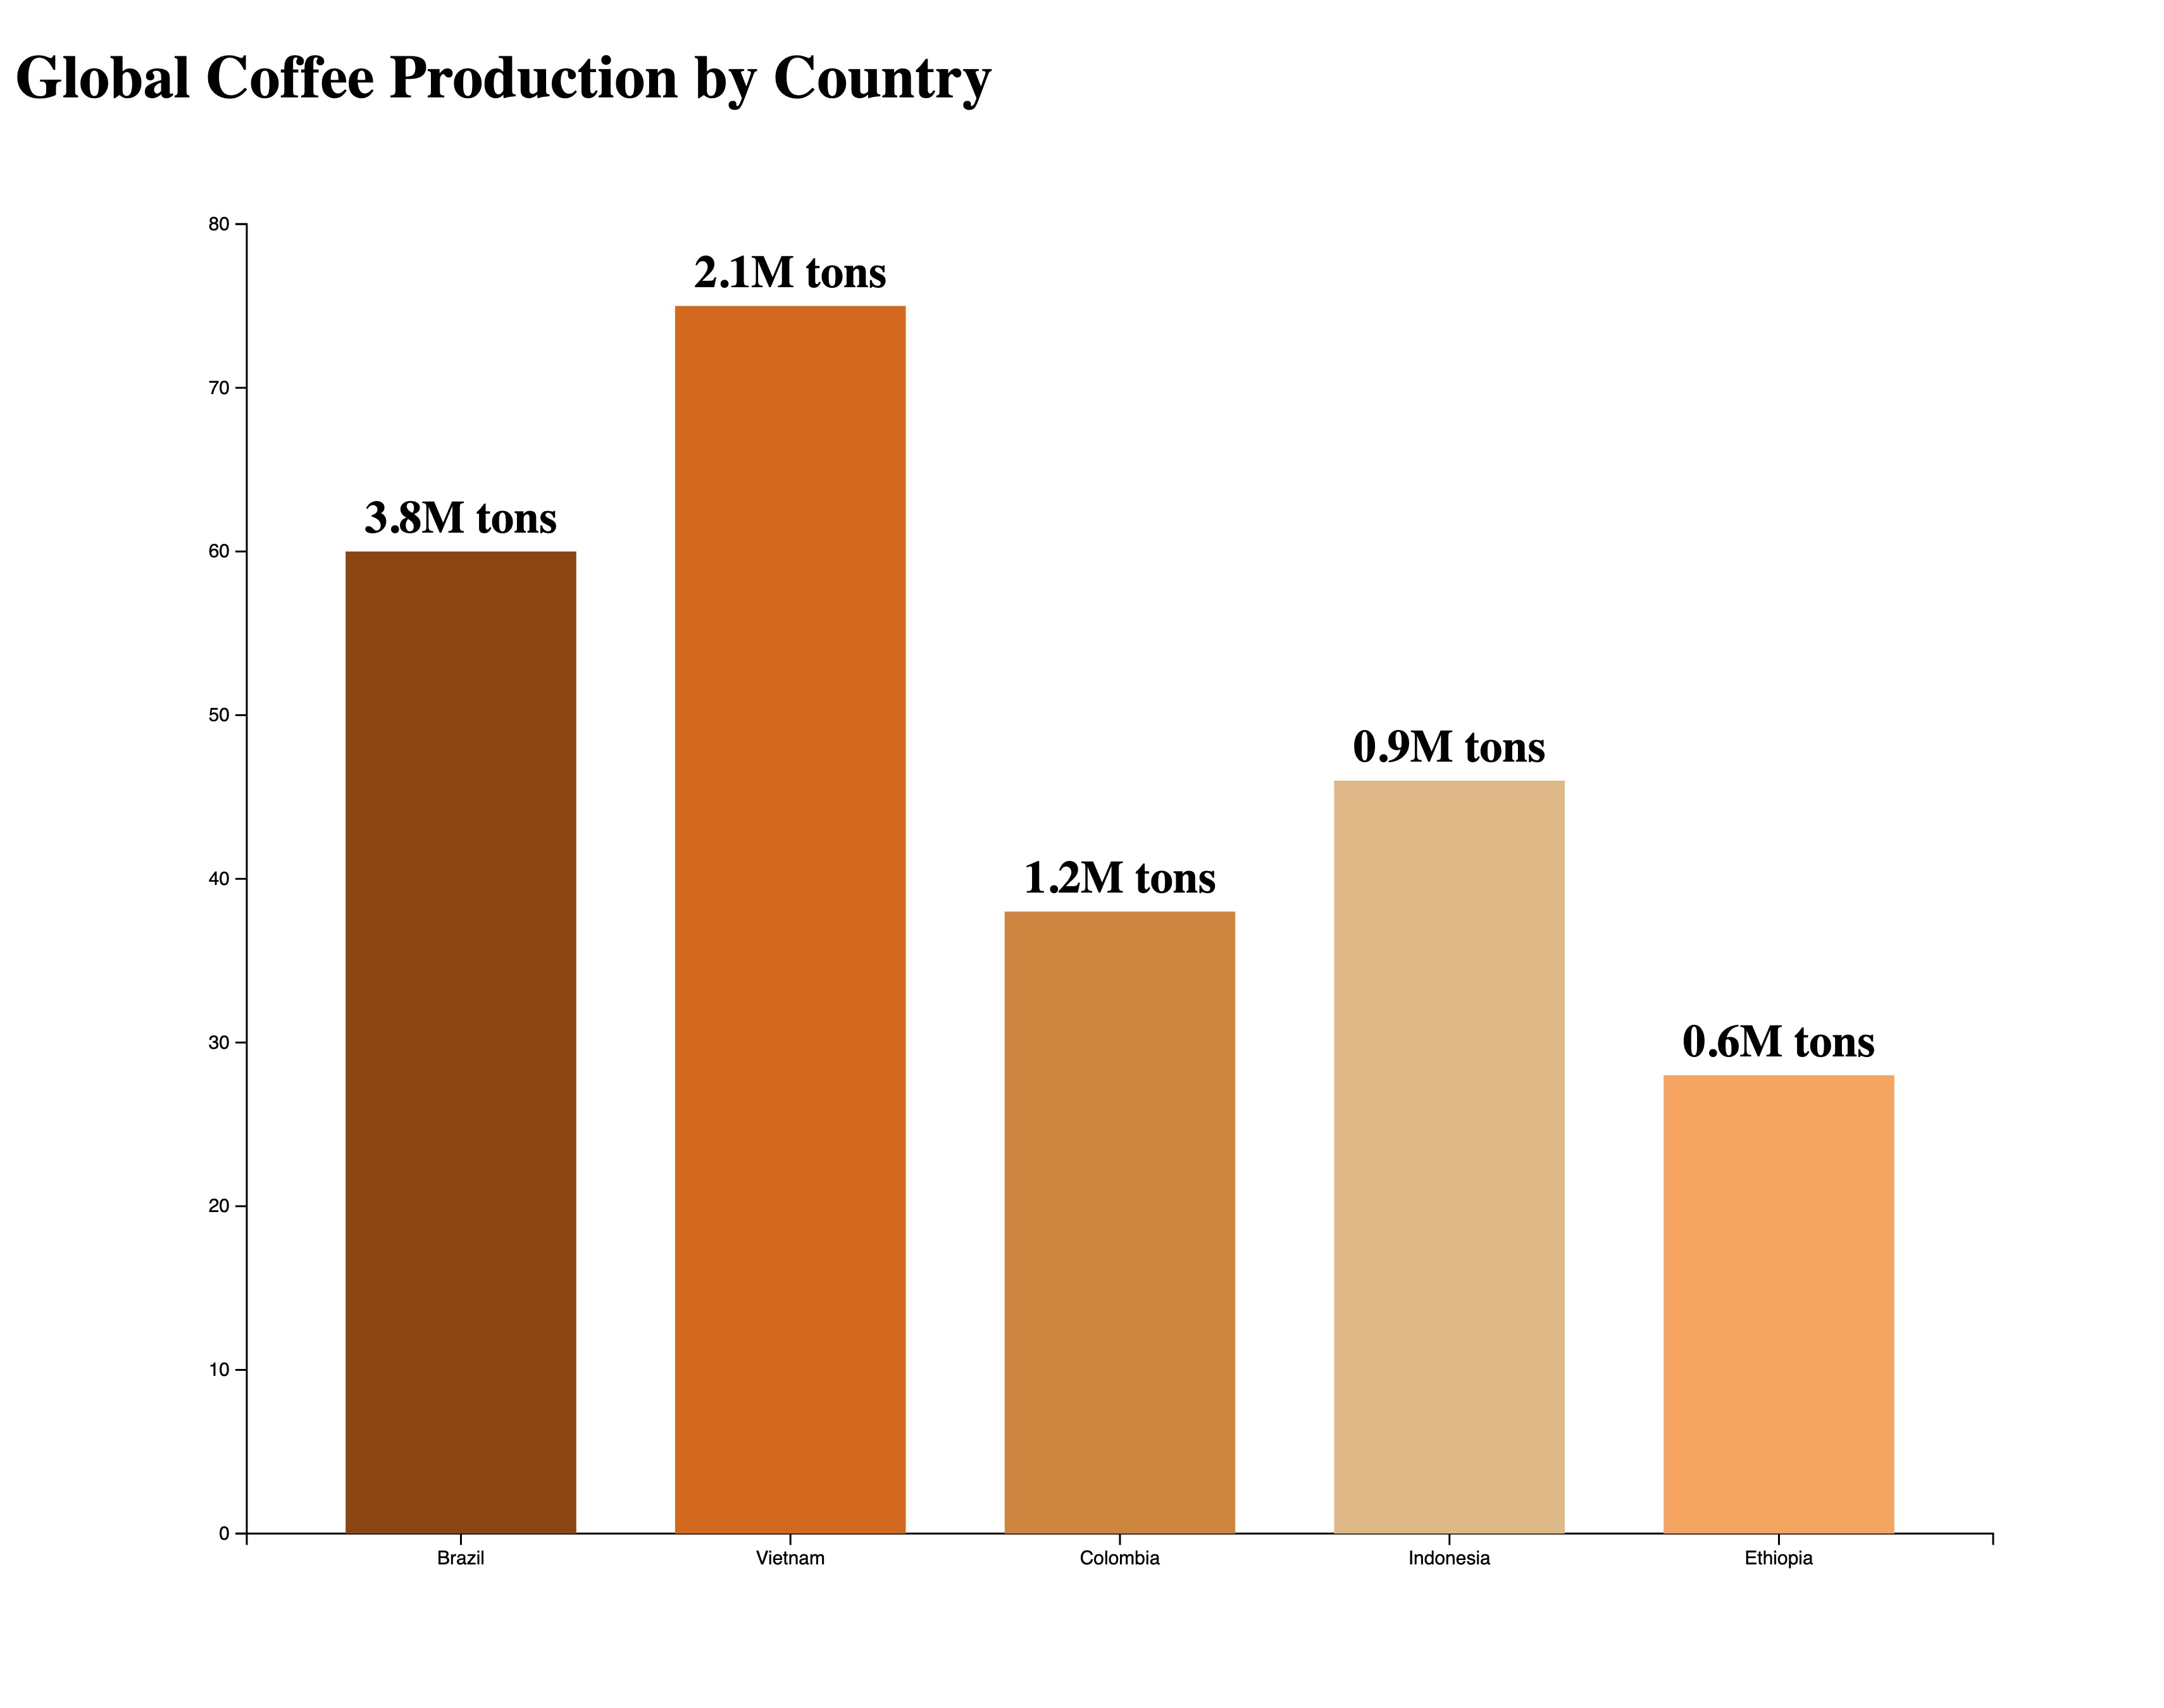 Global Coffee Production by Country
80
70
60
50
40
30
20
10
0
3.8M tons
2.1M tons
1.2M tons
0.9M tons
0.6M tons
Brazil
Vietnam
Colombia
Indonesia
Ethiopia